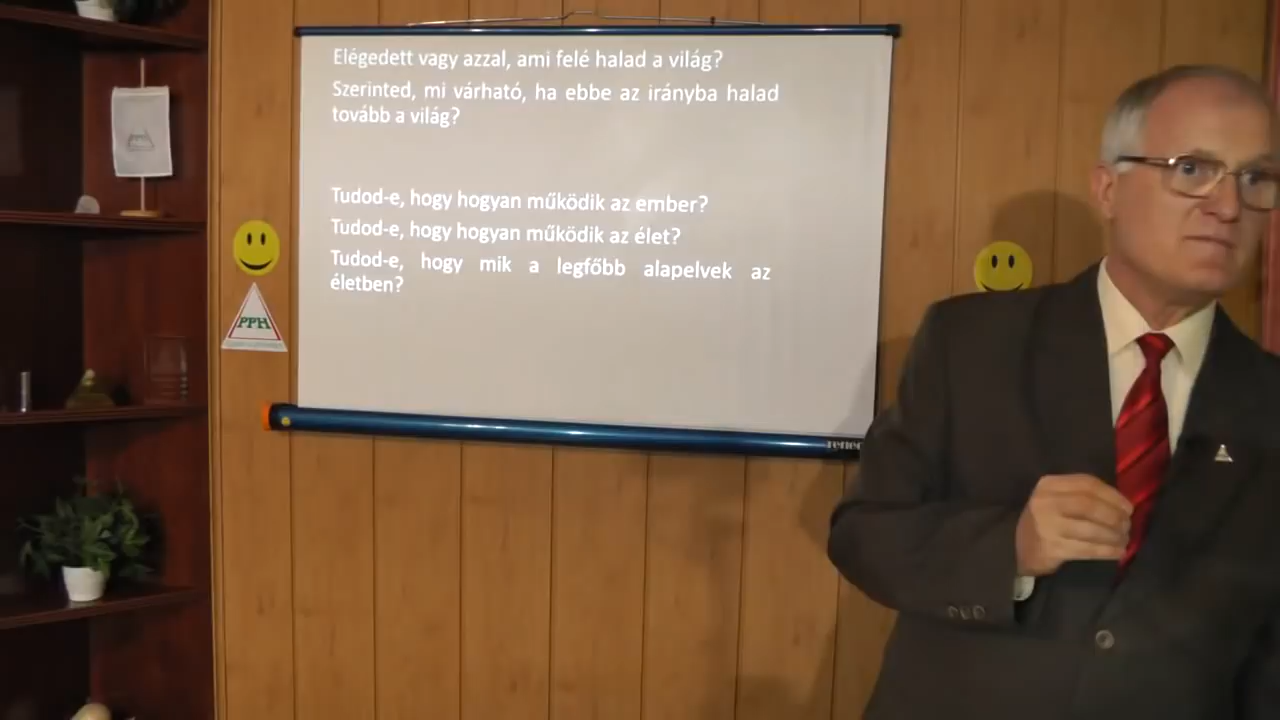 Elégedett vagy azzal, ami felé halad a világ?
Szerinted, mi várható, ha ebbe az irányba halad
tovább a világ?
Tudod-e, hogy hogyan működik az ember?
Tudod-e, hogy hogyan működik az élet?
Tudod-e, hogy mik a legfőbb alapelvek az
életben?
PPH